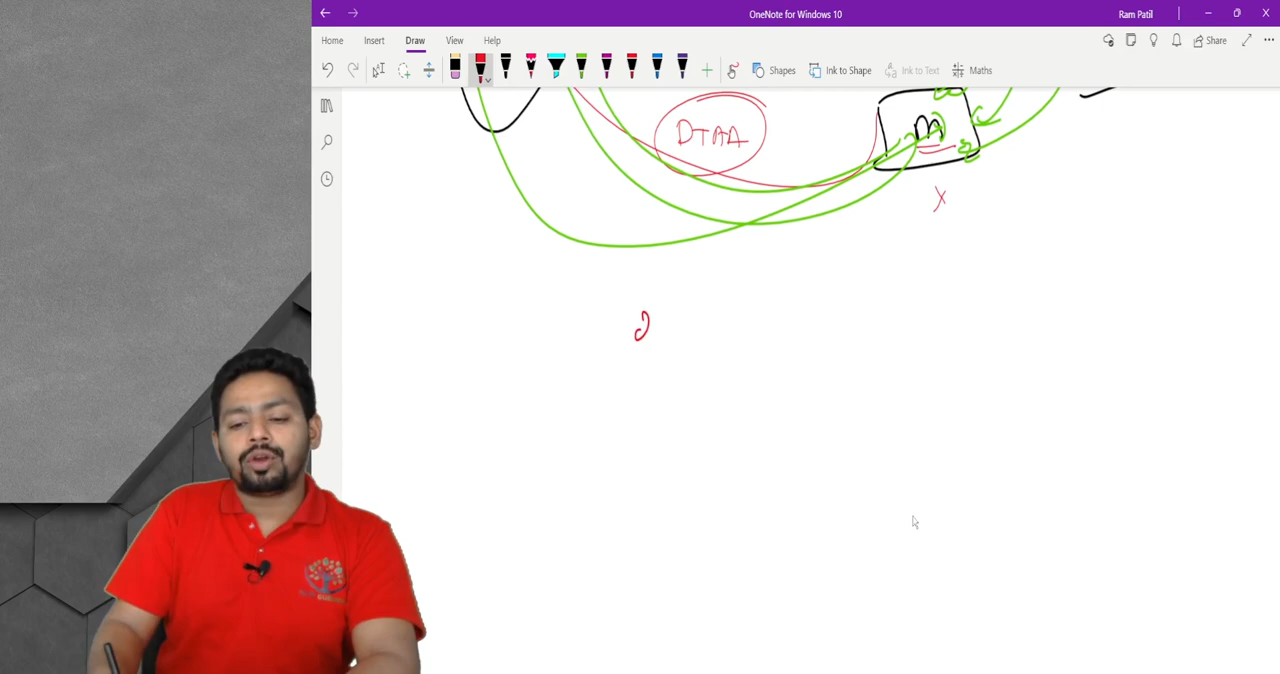 OneNote for Windows 10
Ram Patil
Home Insert Draw View Help
Share
Shapes Ink to Shape Ink to Text Maths
DTAA
m
x